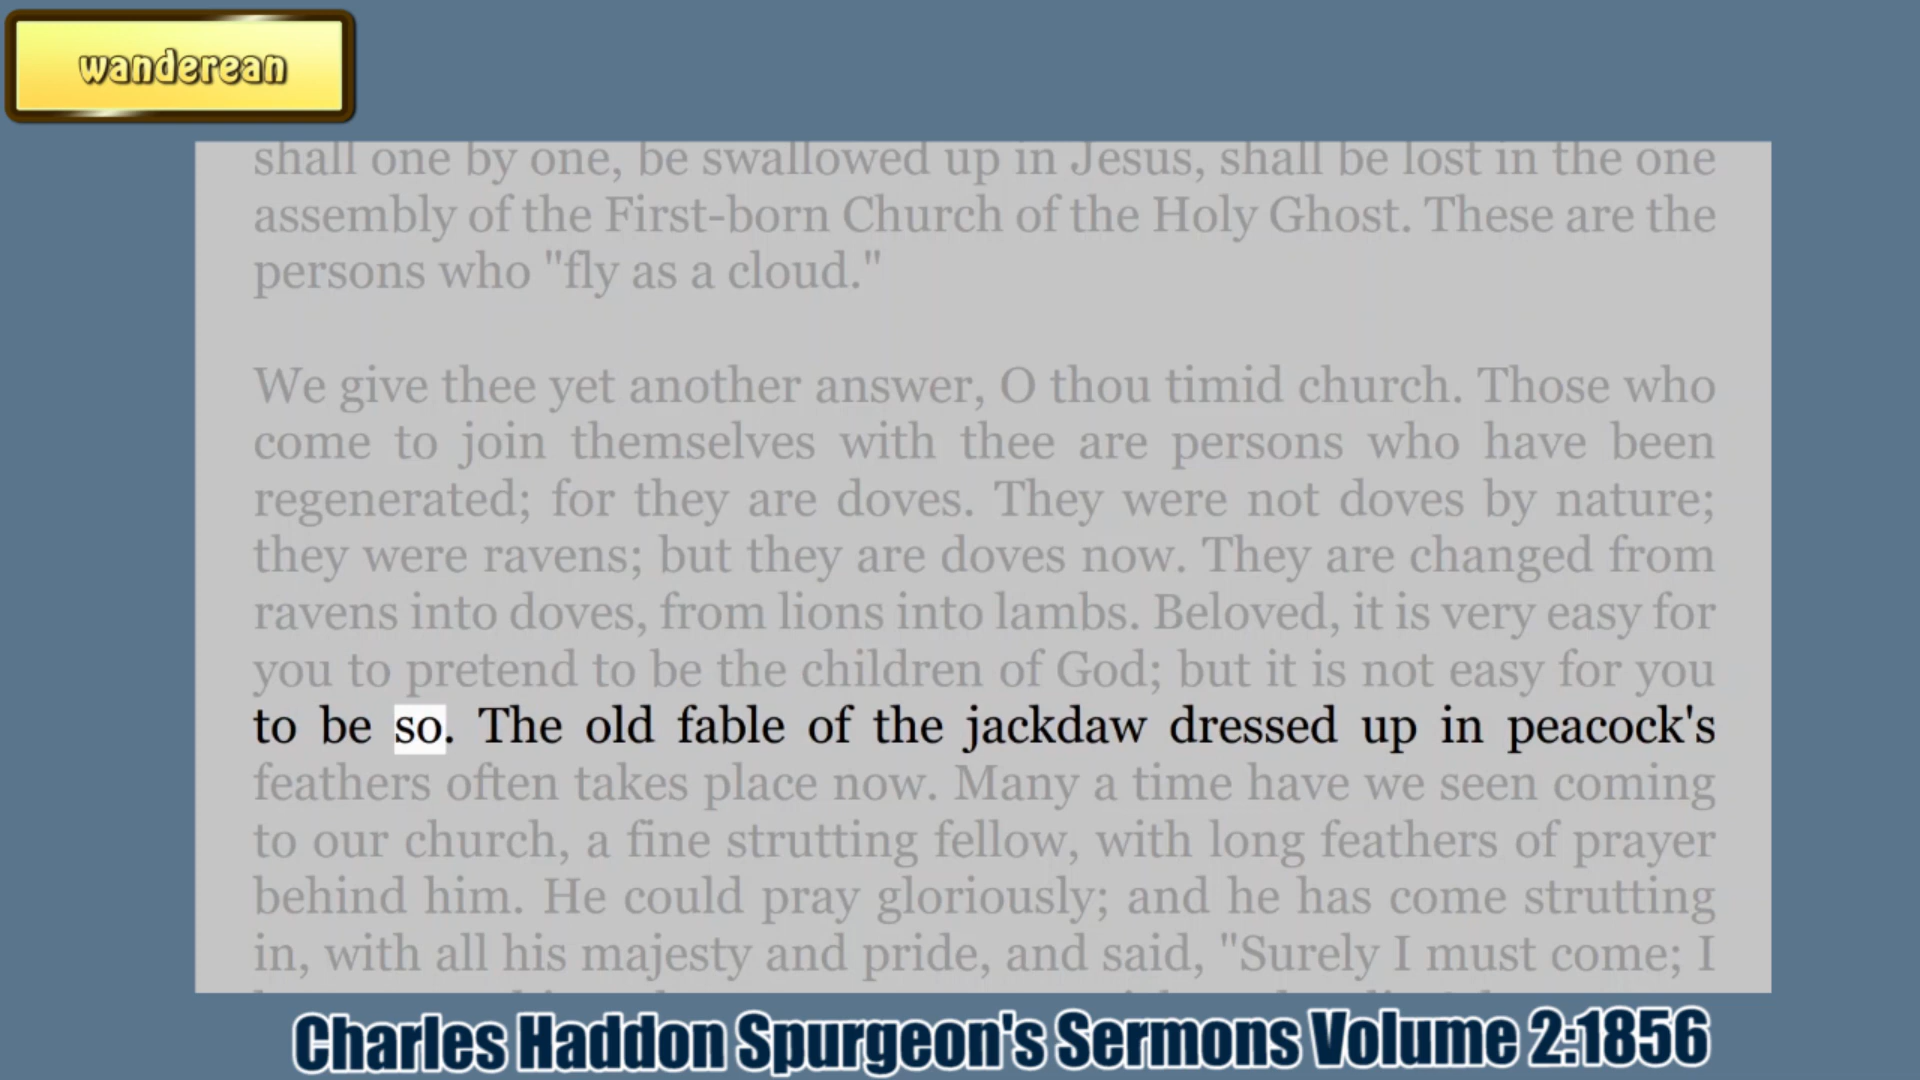 wanderean
shall one by one, be swallowed up in Jesus, shall be lost in the one
assembly of the First-born Church of the Holy Ghost. These are the
persons who "fly as a cloud."
We give thee yet another answer, O thou timid church. Those who
come to join themselves with thee are persons who have been
regenerated; for they are doves. They were not doves by nature;
they were ravens; but they are doves now. They are changed from
ravens into doves, from lions into lambs. Beloved, it is very easy for
you to pretend to be the children of God; but it is not easy for you
to be so. The old fable of the jackdaw dressed up in peacock's
feathers often takes place now. Many a time have we seen coming
to our church, a fine strutting fellow, with long feathers of prayer
behind him. He could pray gloriously; and he has come strutting
in, with all his majesty and pride, and said, "Surely I must come; I
Charles Haddon Spurgeon's Sermons Volume 2:1856